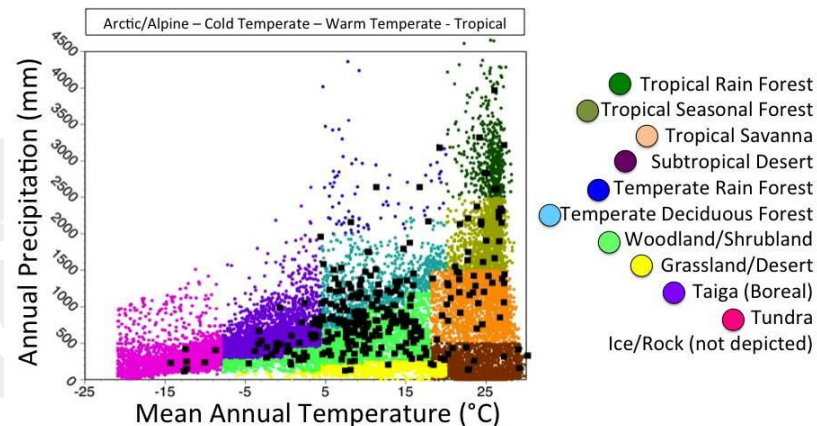 Arctic/Alpine – Cold Temperate – Warm Temperate - Tropical
Annual Precipitation (mm)
4500
4000
3500
3000
2500
2000
1500
1000
500
0
-25
-15
-5
5
15
25
Mean Annual Temperature (°C)
Tropical Rain Forest
Tropical Seasonal Forest
Tropical Savanna
Subtropical Desert
Temperate Rain Forest
Temperate Deciduous Forest
Woodland/Shrubland
Grassland/Desert
Taiga (Boreal)
Tundra
Ice/Rock (not depicted)